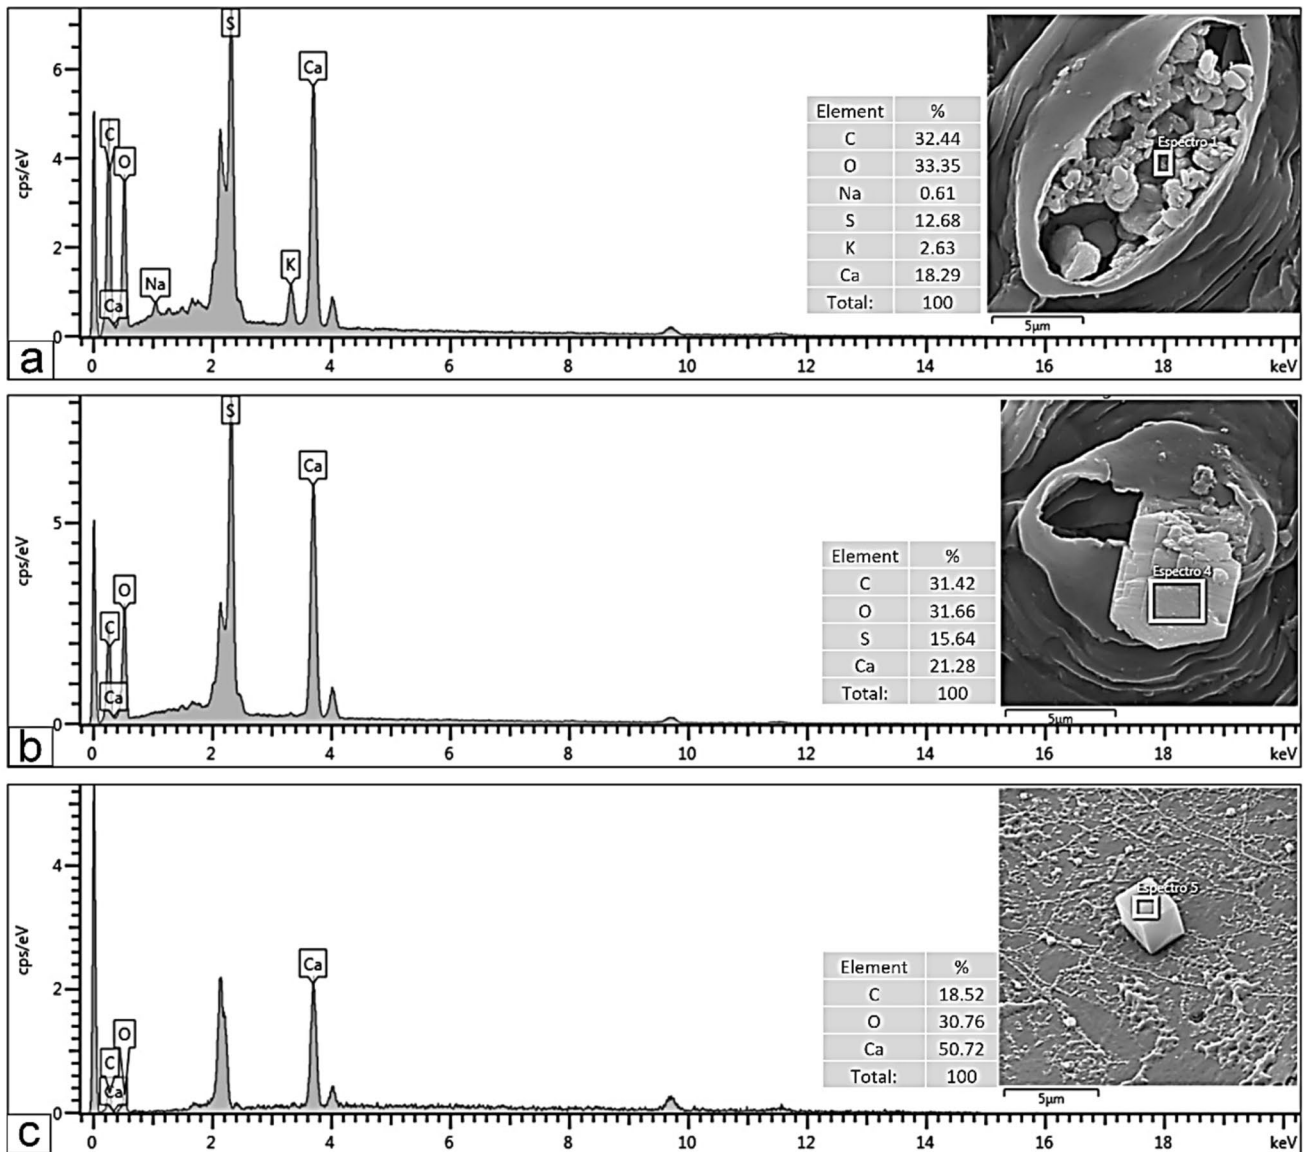 S
Ca
C
O
Ca
Na
K
6
4
2
0
cps/eV
Element %
C 32.44
O 33.35
Na 0.61
S 12.68
K 2.63
Ca 18.29
Total: 100
Espectro 1
5µm
a
0 2 4 6 8 10 12 14 16 18 keV
S
Ca
O
C
Ca
5
0
cps/eV
Element %
C 31.42
O 31.66
S 15.64
Ca 21.28
Total: 100
Espectro 4
5µm
b
0 2 4 6 8 10 12 14 16 18 keV
Ca
O
C
Ca
4
2
0
cps/eV
Element %
C 18.52
O 30.76
Ca 50.72
Total: 100
Espectro 5
5µm
c
0 2 4 6 8 10 12 14 16 18 keV